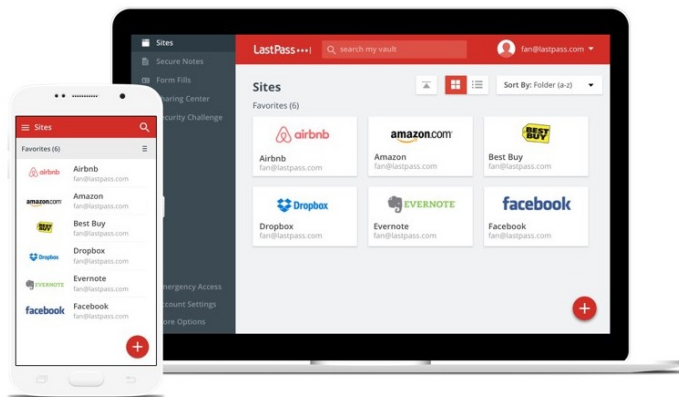 Sites
Secure Notes
Form Fills
haring Center
ecurity Challenge
mergency Access
ccount Settings
ore Options
LastPass
search my vault
fan@lastpass.com
Sites
Sort By: Folder (a-z)
Favorites (6)
airbnb
Airbnb
fan@lastpass.com
amazon.com
Amazon
fan@lastpass.com
BEST
BUY
Best Buy
fan@lastpass.com
Dropbox
Dropbox
fan@lastpass.com
EVERNOTE
Evernote
fan@lastpass.com
facebook
Facebook
fan@lastpass.com
+
Sites
Favorites (6)
airbnb
Airbnb
fan@lastpass.com
amazon.com
Amazon
fan@lastpass.com
BEST
BUY
Best Buy
fan@lastpass.com
Dropbox
Dropbox
fan@lastpass.com
EVERNOTE
Evernote
fan@lastpass.com
facebook
Facebook
fan@lastpass.com
+